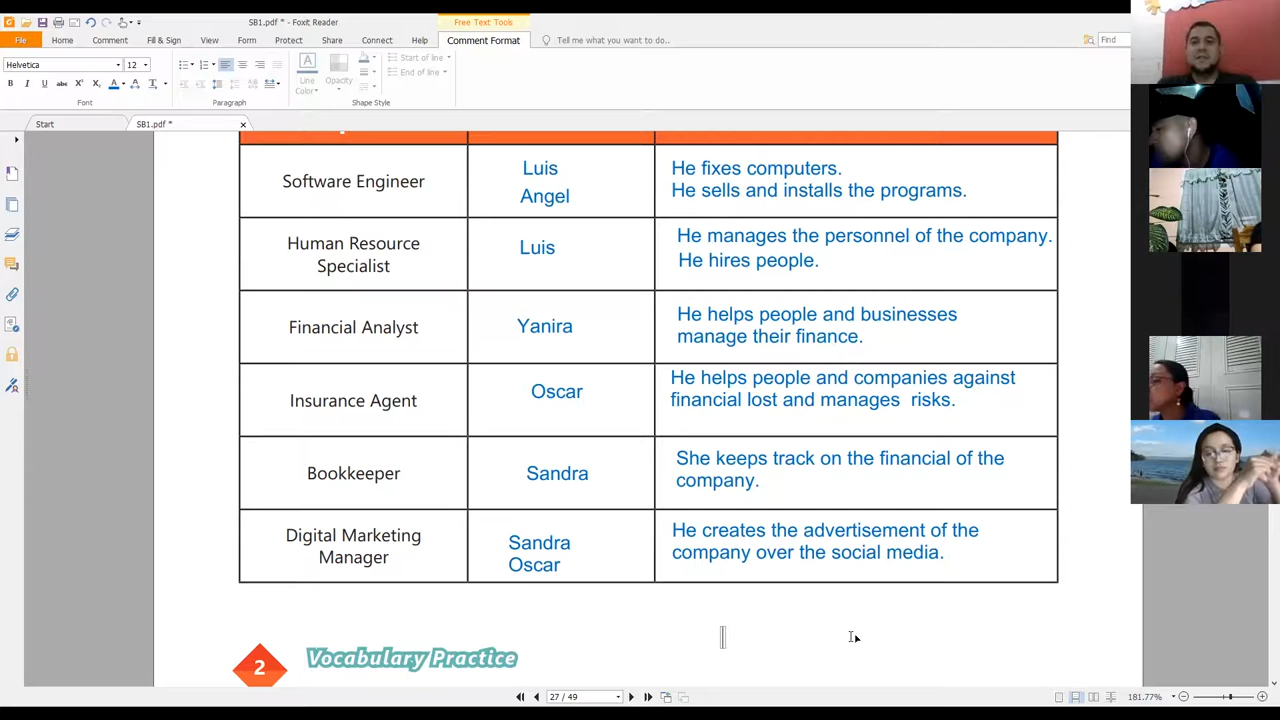 SB1.pdf * - Foxit Reader
Free Text Tools
File Home Comment Fill & Sign View Form Protect Share Connect Help Comment Format Tell me what you want to do.. Find
Helvetica 12
Line Color
Opacity
Start of line
End of line
Font Paragraph Shape Style
Start SB1.pdf *
Software Engineer
Luis
Angel
He fixes computers.
He sells and installs the programs.
Human Resource
Specialist
Luis
He manages the personnel of the company.
He hires people.
Financial Analyst
Yanira
He helps people and businesses
manage their finance.
Insurance Agent
Oscar
He helps people and companies against
financial lost and manages risks.
Bookkeeper
Sandra
She keeps track on the financial of the
company.
Digital Marketing
Manager
Sandra
Oscar
He creates the advertisement of the
company over the social media.
2 Vocabulary Practice
27 / 49
181.77%